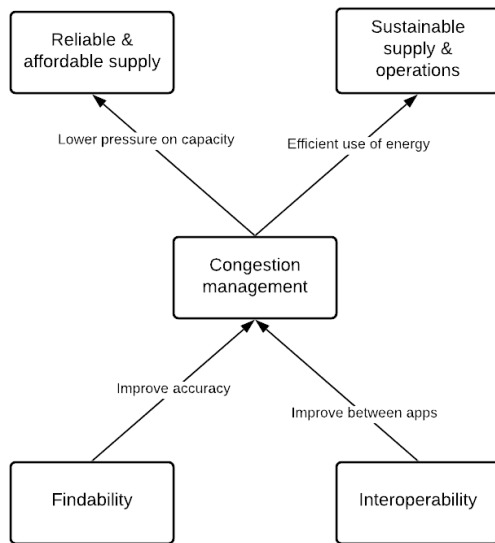 Reliable &
affordable supply
Sustainable
supply &
operations
Lower pressure on capacity
Efficient use of energy
Congestion
management
Improve accuracy
Improve between apps
Findability
Interoperability